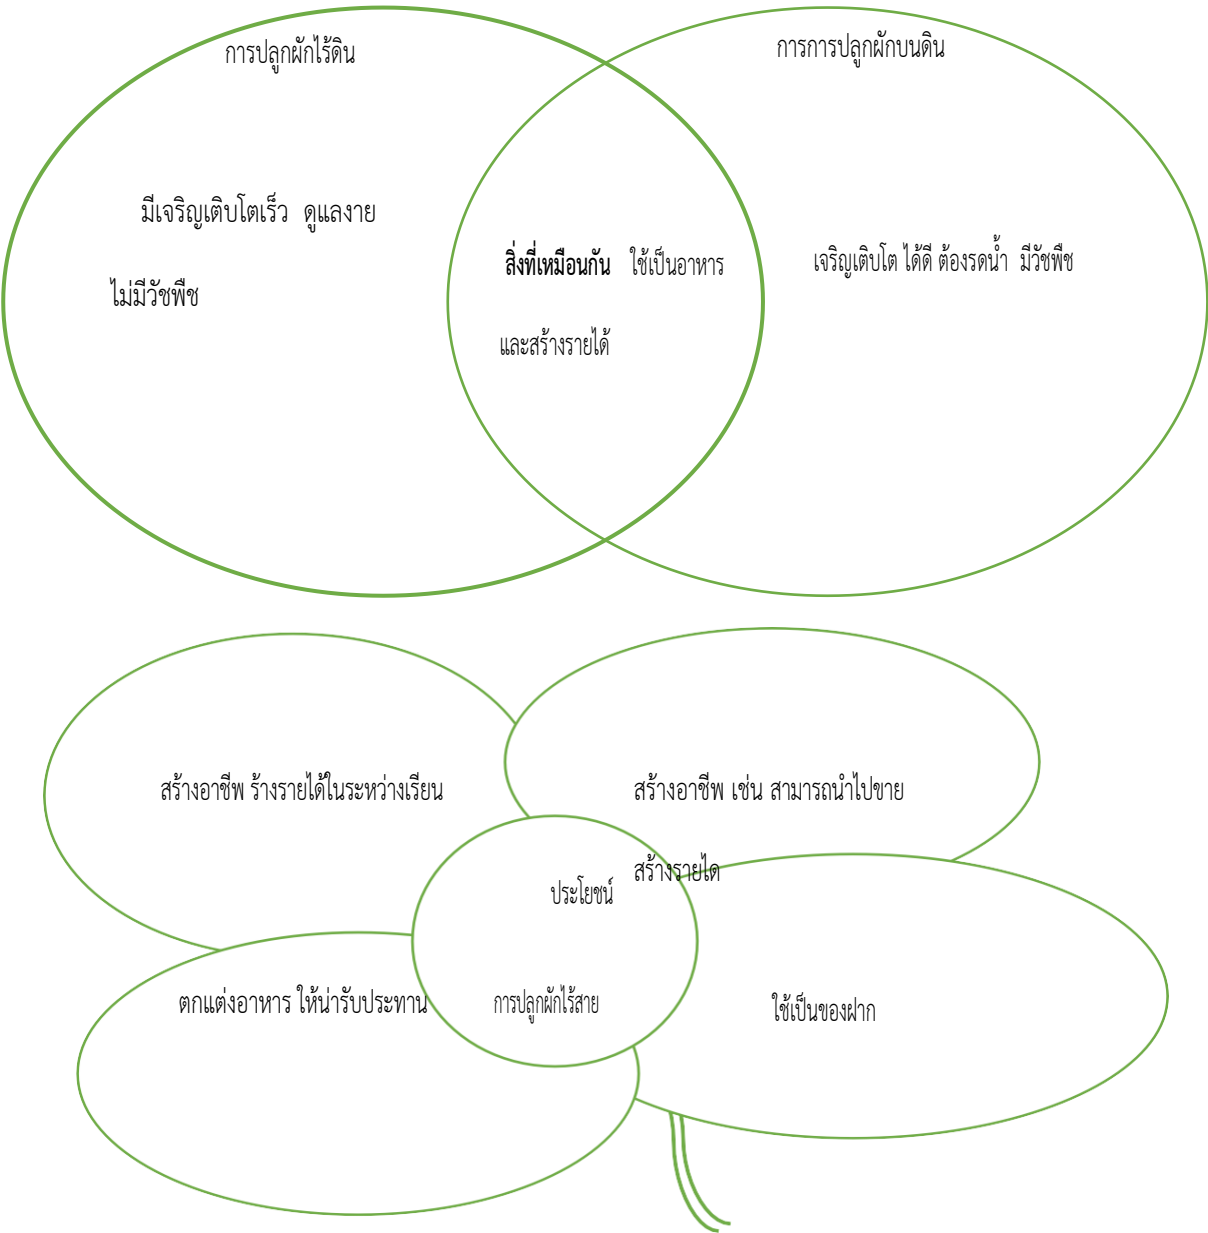 การปลูกผักไร้ดิน
การการปลูกผักบนดิน
มีเจริญเติบโตเร็ว ดูแลงาย
ไม่มีวัชพืช
สิ่งที่เหมือนกัน ใช้เป็นอาหาร
และสร้างรายได้
เจริญเติบโต ได้ดี ต้องรดน้ำ มีวัชพืช
สร้างอาชีพ ร้างรายได้ในระหว่างเรียน
สร้างอาชีพ เช่น สามารถนำไปขาย
สร้างรายได
ประโยชน์
การปลูกผักไร้สาย
ตกแต่งอาหาร ให้น่ารับประทาน
ใช้เป็นของฝาก